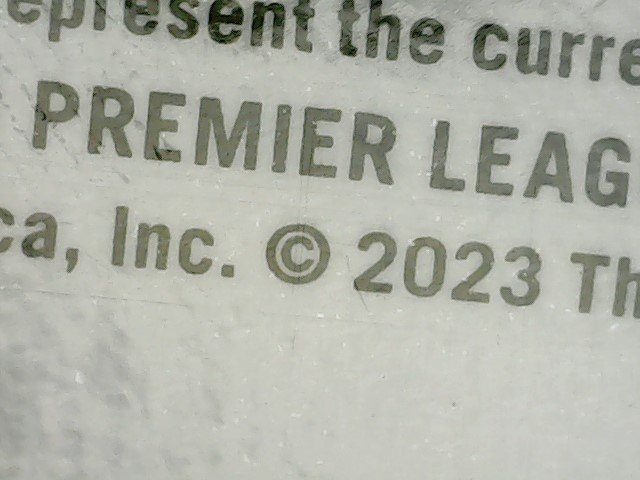 epresent the curre
PREMIER LEAG
ca, Inc. © 2023 Th